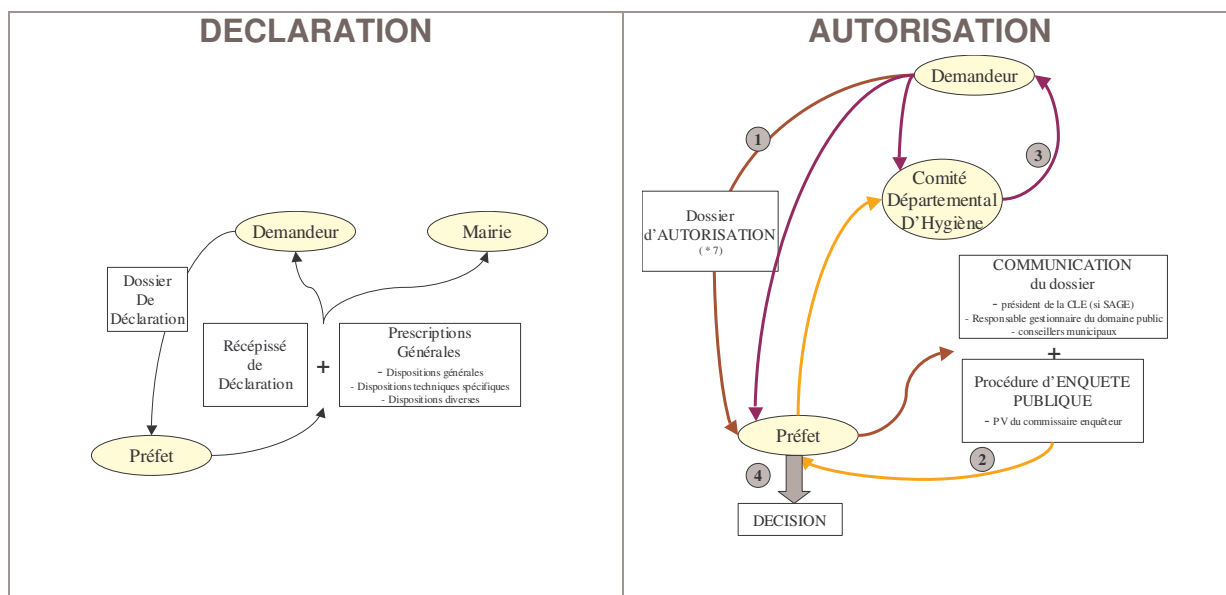 DECLARATION
Demandeur
Mairie
Dossier
De
Déclaration
Récépissé
de
Déclaration
+
Prescriptions
Générales
- Dispositions générales
- Dispositions techniques spécifiques
- Dispositions diverses
Préfet
AUTORISATION
Demandeur
1
3
Comité
Départemental
D'Hygiène
Dossier
d'AUTORISATION
( * 7)
COMMUNICATION
du dossier
- président de la CLE (si SAGE)
- Responsable gestionnaire du domaine public
- conseillers municipaux
+
Procédure d'ENQUETE
PUBLIQUE
- PV du commissaire enquêteur
Préfet
2
4
DECISION